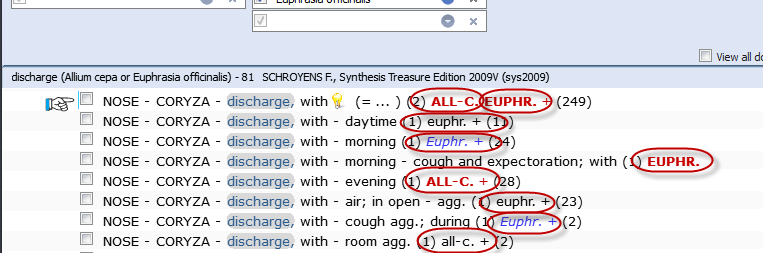 Euphrasia officinalis
View all
discharge (Allium cepa or Euphrasia officinalis) - 81 SCHROYENS F., Synthesis Treasure Edition 2009V (sys2009)
NOSE - CORYZA - discharge, with (= ... ) (2) ALL-C. EUPHR. + (249)
NOSE - CORYZA - discharge, with - daytime (1) euphr. + (11)
NOSE - CORYZA - discharge, with - morning (1) Euphr. + (24)
NOSE - CORYZA - discharge, with - morning - cough and expectoration; with (1) EUPHR.
NOSE - CORYZA - discharge, with - evening (1) ALL-C. + (28)
NOSE - CORYZA - discharge, with - air; in open - agg. (1) euphr. + (23)
NOSE - CORYZA - discharge, with - cough agg.; during (1) Euphr. + (2)
NOSE - CORYZA - discharge, with - room agg. (1) all-c. + (2)